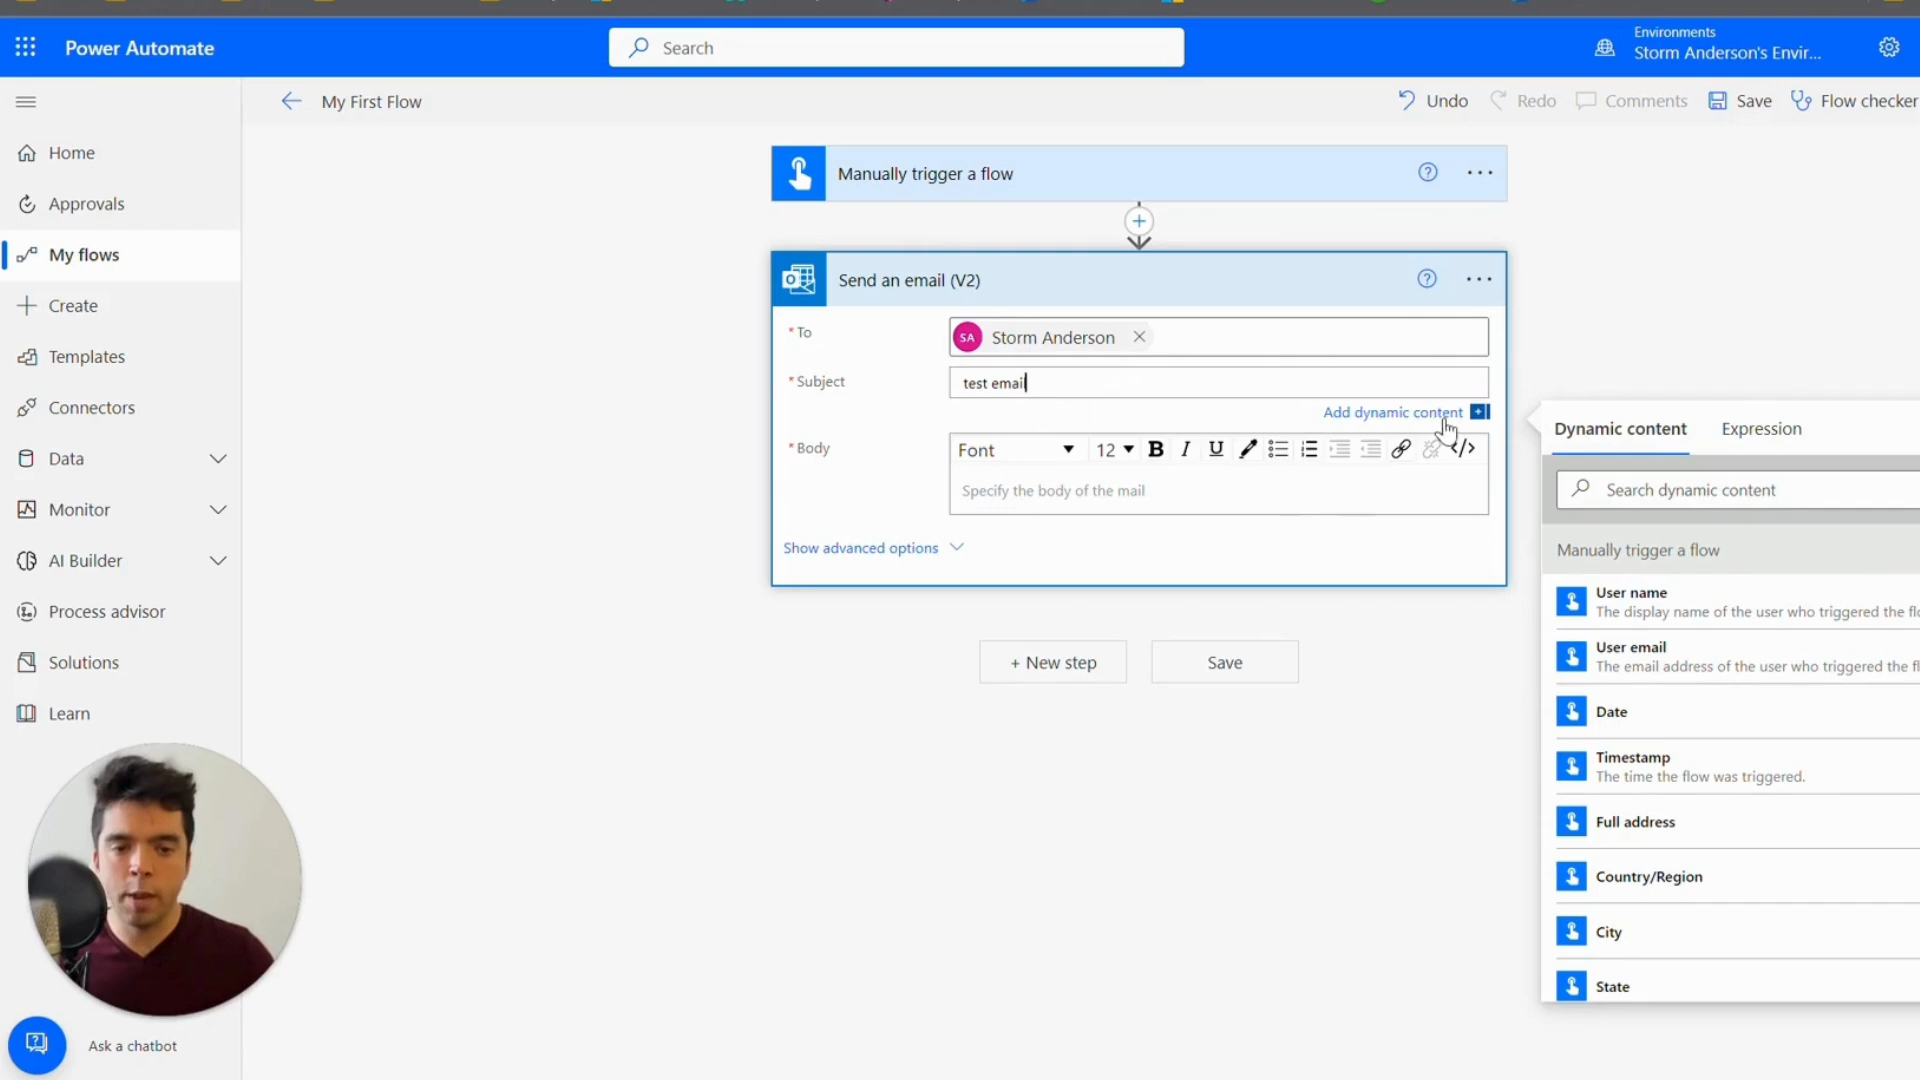 Power Automate
Search
Environments
Storm Anderson's Envir...
My First Flow
Undo
Redo
Comments
Save
Flow checker
Home
Approvals
My flows
Create
Templates
Connectors
Data
Monitor
AI Builder
Process advisor
Solutions
Learn
Ask a chatbot
Manually trigger a flow
Send an email (V2)
* To
SA Storm Anderson
* Subject
test email
Add dynamic content
* Body
Font 12 B I U </>
Specify the body of the mail
Show advanced options
+ New step
Save
Dynamic content Expression
Search dynamic content
Manually trigger a flow
User name
The display name of the user who triggered the flo
User email
The email address of the user who triggered the fl
Date
Timestamp
The time the flow was triggered.
Full address
Country/Region
City
State